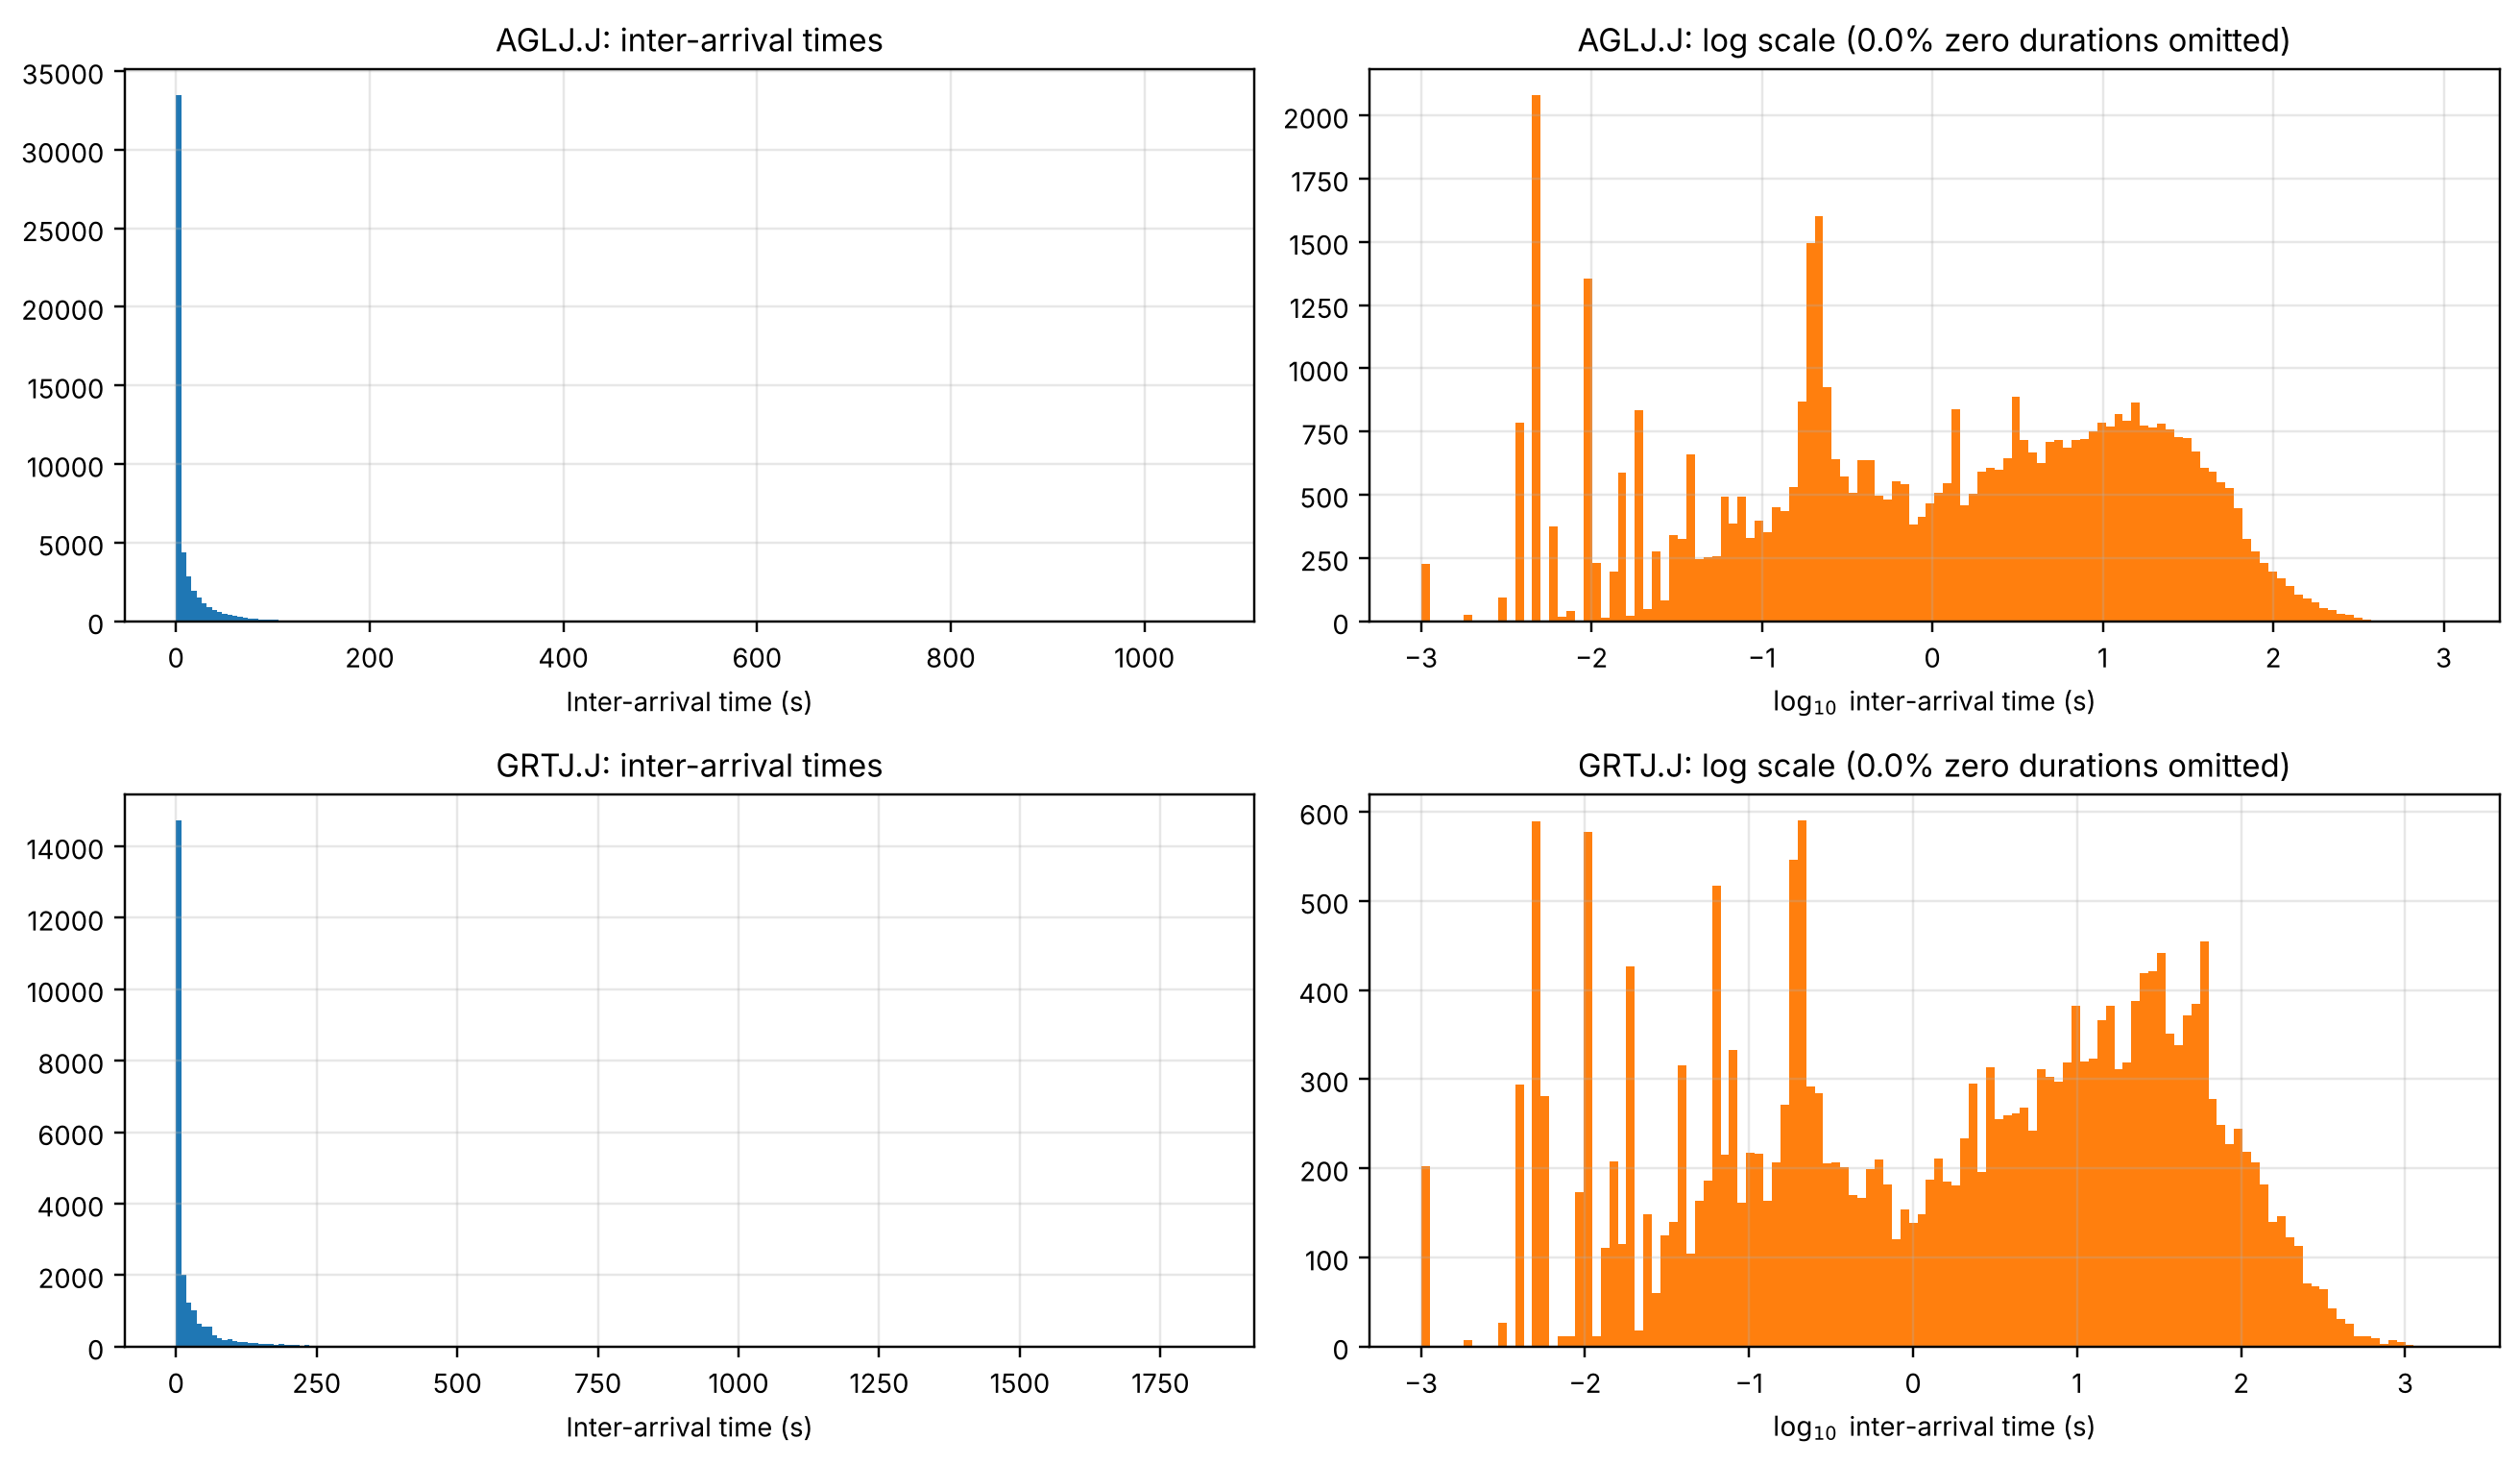 AGLJ.J: inter-arrival times
35000
30000
25000
20000
15000
10000
5000
0
0 200 400 600 800 1000
Inter-arrival time (s)
AGLJ.J: log scale (0.0% zero durations omitted)
2000
1750
1500
1250
1000
750
500
250
0
−3 −2 −1 0 1 2 3
log₁₀ inter-arrival time (s)
GRTJ.J: inter-arrival times
14000
12000
10000
8000
6000
4000
2000
0
0 250 500 750 1000 1250 1500 1750
Inter-arrival time (s)
GRTJ.J: log scale (0.0% zero durations omitted)
600
500
400
300
200
100
0
−3 −2 −1 0 1 2 3
log₁₀ inter-arrival time (s)